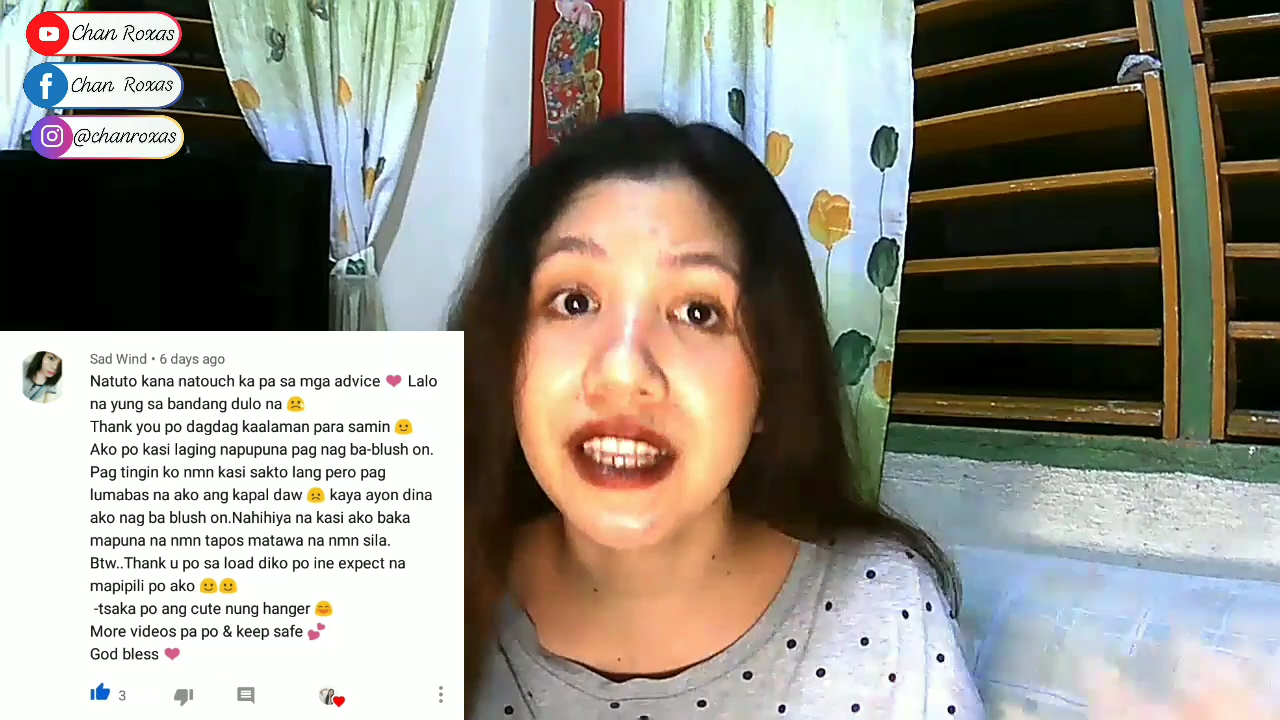 Chan Roxas
Chan Roxas
@chanroxas
Sad Wind • 6 days ago
Natuto kana natouch ka pa sa mga advice ❤ Lalo
na yung sa bandang dulo na ☹
Thank you po dagdag kaalaman para samin 🙂
Ako po kasi laging napupuna pag nag ba-blush on.
Pag tingin ko nmn kasi sakto lang pero pag
lumabas na ako ang kapal daw ☹ kaya ayon dina
ako nag ba blush on.Nahihiya na kasi ako baka
mapuna na nmn tapos matawa na nmn sila.
Btw..Thank u po sa load diko po ine expect na
mapipili po ako 🙂🙂
-tsaka po ang cute nung hanger 😊
More videos pa po & keep safe 💕
God bless ❤
3